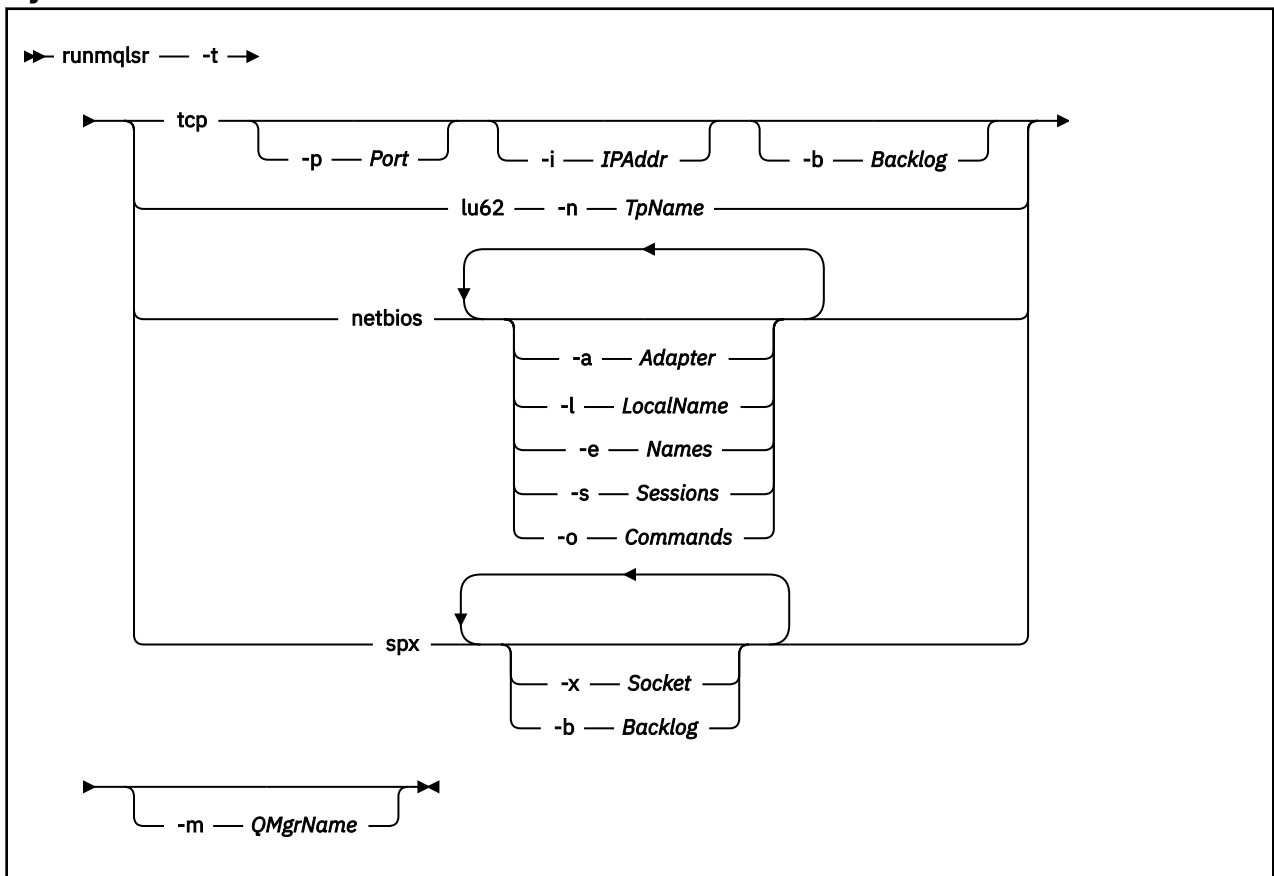 runmqlsr -t
tcp
-p Port -i IPAddr -b Backlog
lu62 -n TpName
netbios
-a Adapter
-l LocalName
-e Names
-s Sessions
-o Commands
spx
-x Socket
-b Backlog
-m QMgrName